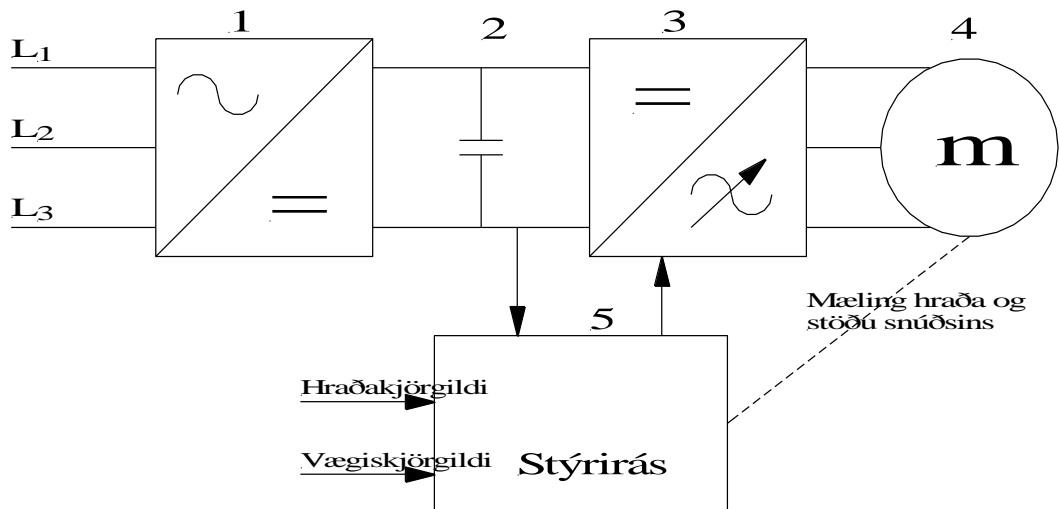 1
2
3
4
L1
L2
L3
m
Mæling hraða og
stöðu snúðsins
5
Hraðakjörgildi
Vægiskjörgildi
Stýrirás